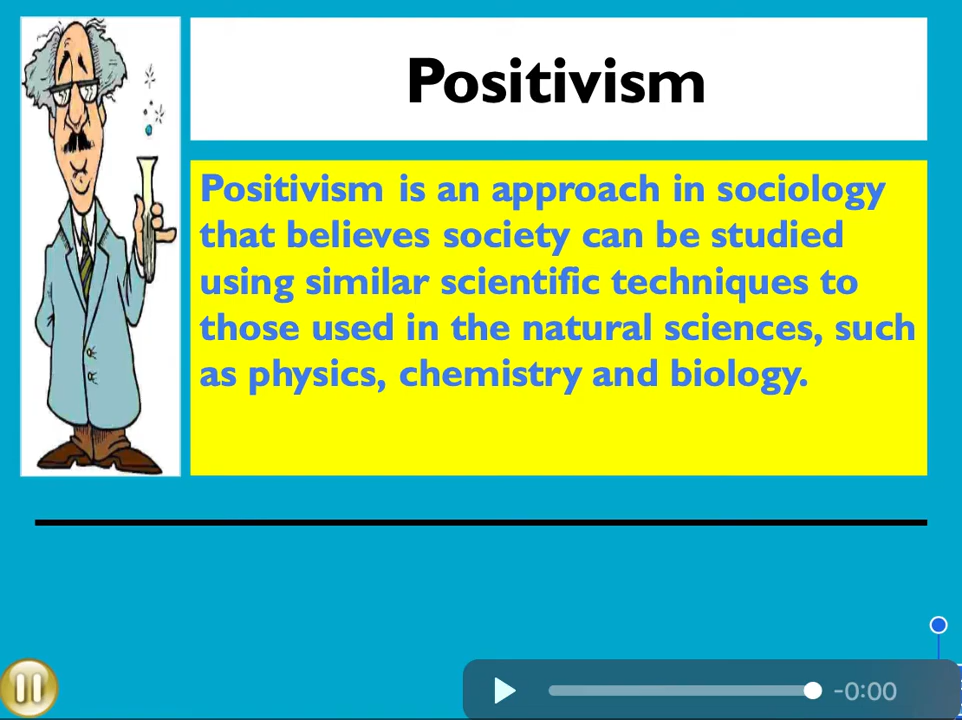 Positivism
Positivism is an approach in sociology
that believes society can be studied
using similar scientific techniques to
those used in the natural sciences, such
as physics, chemistry and biology.
-0:00